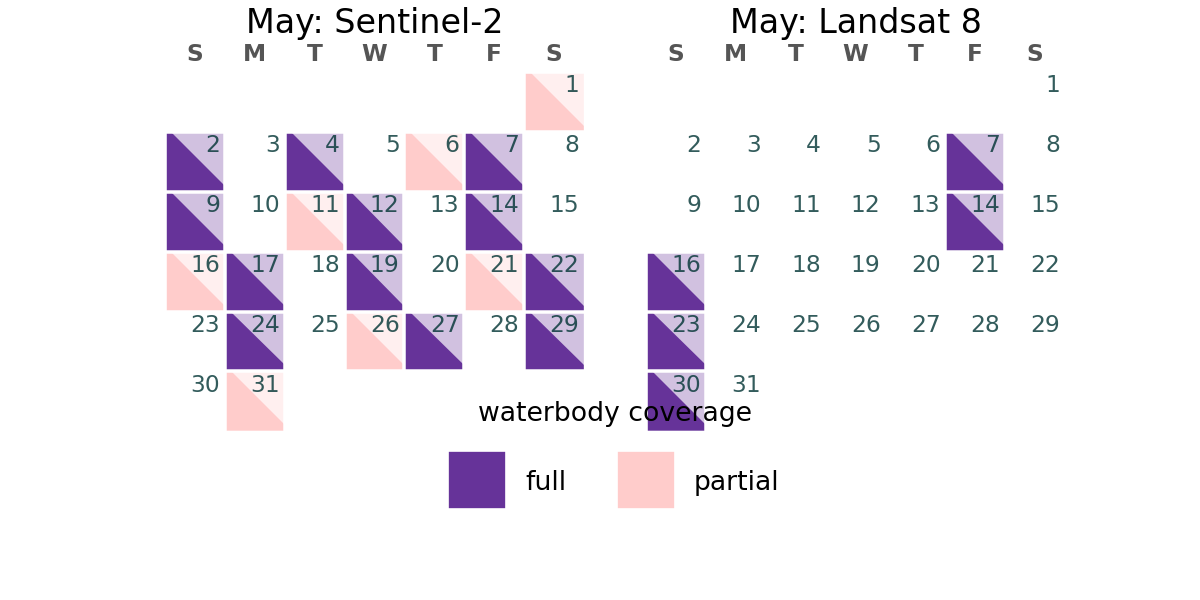 May: Sentinel-2 May: Landsat 8
S M T W T F S S M T W T F S
1 1
2 3 4 5 6 7 8 2 3 4 5 6 7 8
9 10 11 12 13 14 15 9 10 11 12 13 14 15
16 17 18 19 20 21 22 16 17 18 19 20 21 22
23 24 25 26 27 28 29 23 24 25 26 27 28 29
30 31 30 31
waterbody coverage
full partial